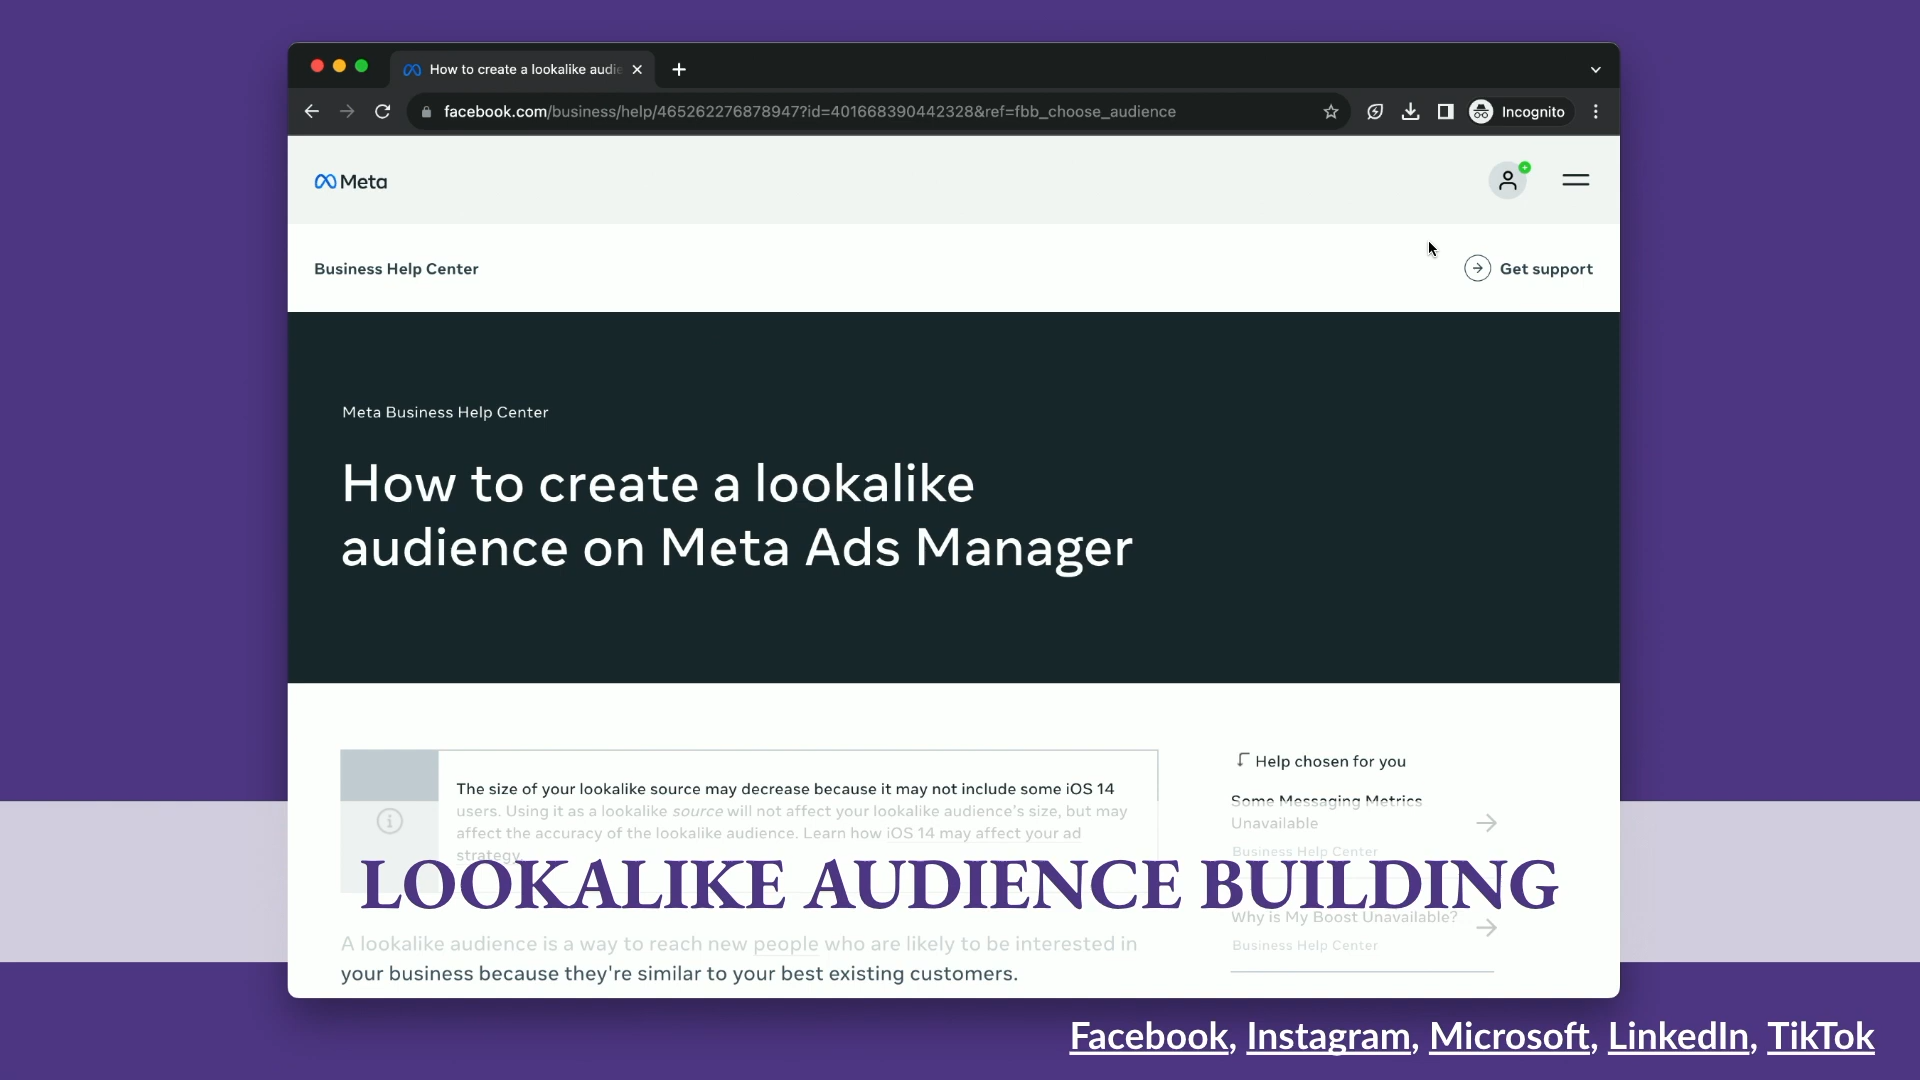 How to create a lookalike audie
facebook.com/business/help/465262276878947?id=401668390442328&ref=fbb_choose_audience
Incognito
Meta
Business Help Center
Get support
Meta Business Help Center
How to create a lookalike
audience on Meta Ads Manager
The size of your lookalike source may decrease because it may not include some iOS 14
users. Using it as a lookalike source will not affect your lookalike audience's size, but may
affect the accuracy of the lookalike audience. Learn how iOS 14 may affect your ad
strategy.
Help chosen for you
Some Messaging Metrics
Unavailable
Business Help Center
LOOKALIKE AUDIENCE BUILDING
Why is My Boost Unavailable?
Business Help Center
A lookalike audience is a way to reach new people who are likely to be interested in
your business because they're similar to your best existing customers.
Facebook, Instagram, Microsoft, LinkedIn, TikTok